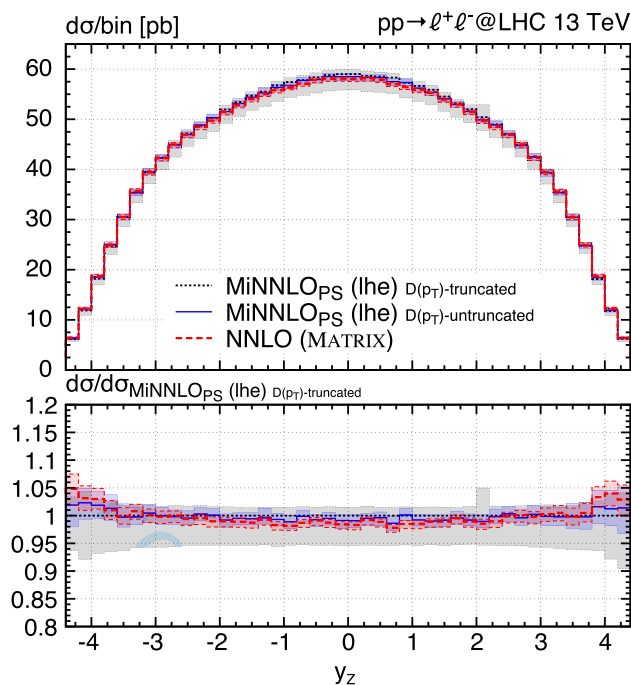 dσ/bin [pb] pp→ℓ⁺ℓ⁻@LHC 13 TeV
60
50
40
30
20
10
0
MiNNLO_PS (lhe) D(p_T)-truncated
MiNNLO_PS (lhe) D(p_T)-untruncated
NNLO (MATRIX)
dσ/dσ_MiNNLO_PS (lhe) D(p_T)-truncated
1.2
1.15
1.1
1.05
1
0.95
0.9
0.85
0.8
-4 -3 -2 -1 0 1 2 3 4
y_Z